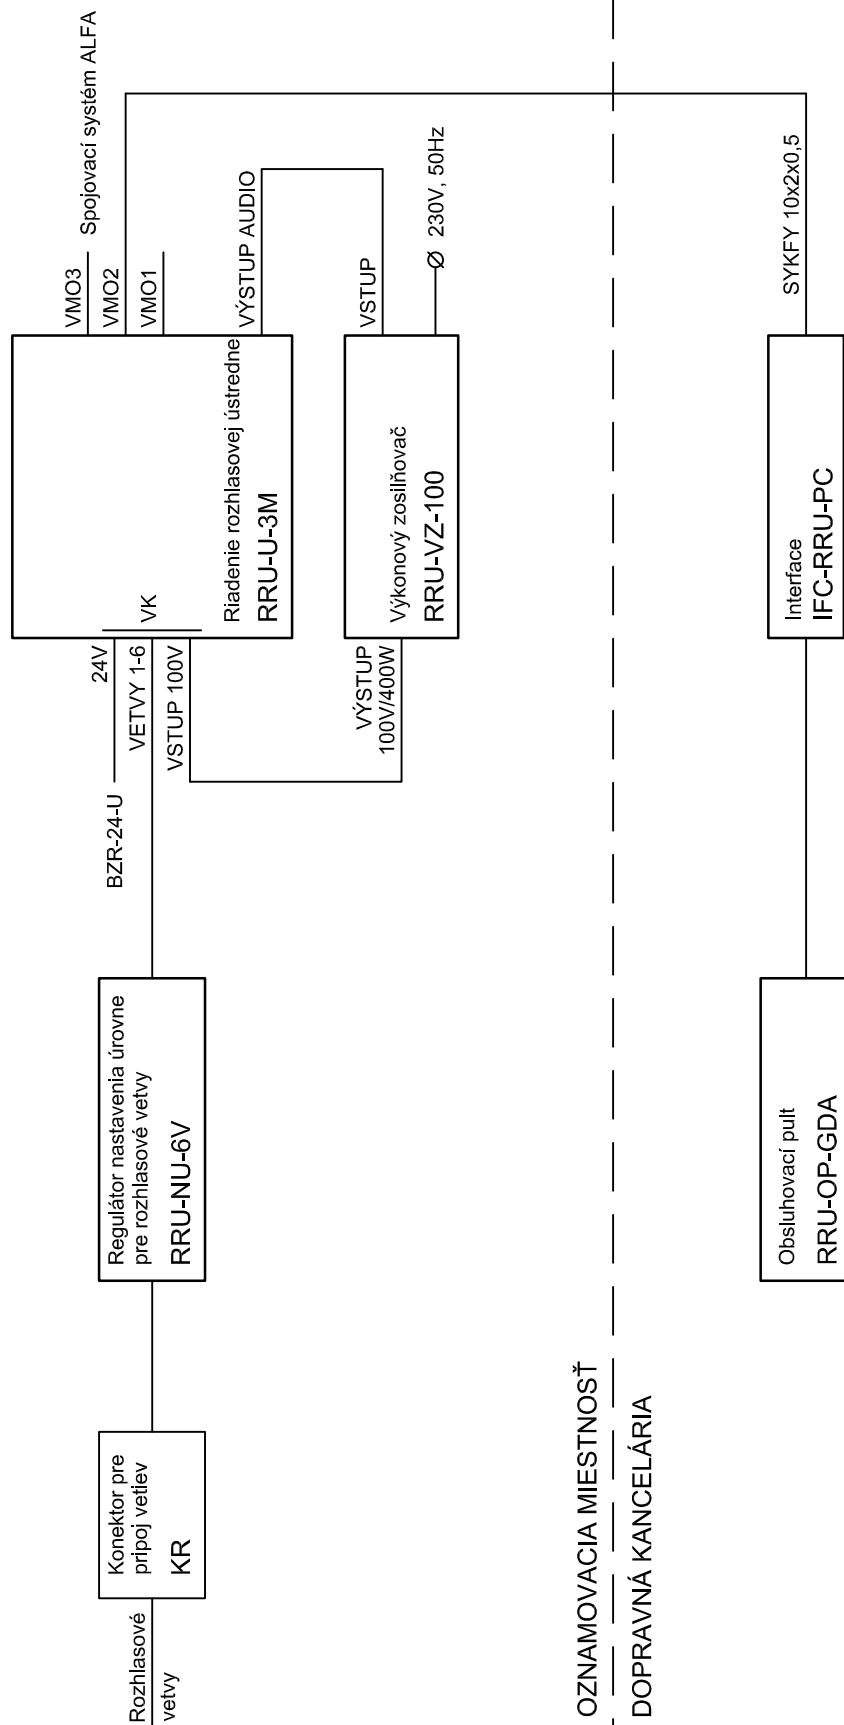 Rozhlasové
vetvy
Konektor pre
pripoj vetiev
KR
Regulátor nastavenia úrovne
pre rozhlasové vetvy
RRU-NU-6V
BZR-24-U
24V
VETVY 1-6
VSTUP 100V
VK
Riadenie rozhlasovej ústredne
RRU-U-3M
VMO3
VMO2
VMO1
Spojovací systém ALFA
VÝSTUP AUDIO
VÝSTUP
100V/400W
Výkonový zosilňovač
RRU-VZ-100
VSTUP
230V, 50Hz
OZNAMOVACIA MIESTNOSŤ
DOPRAVNÁ KANCELÁRIA
Obsluhovací pult
RRU-OP-GDA
Interface
IFC-RRU-PC
SYKFY 10x2x0,5